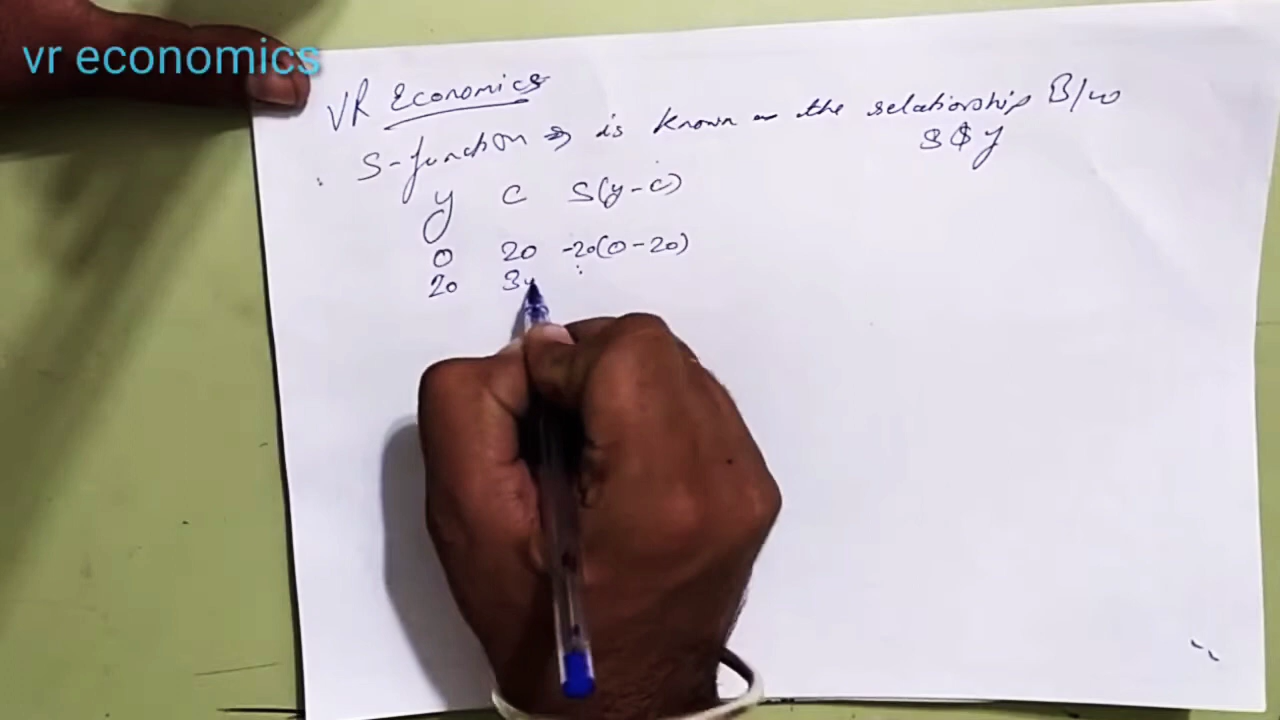 vr economics
VR Economics
S-function => is known as the relationship B/w
S & y
y C S(y-c)
0 20 -20(0-20)
20